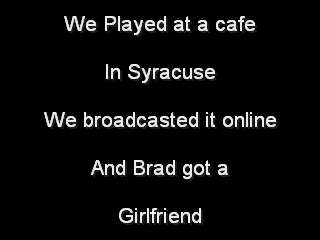 We Played at a cafe
In Syracuse
We broadcasted it online
And Brad got a
Girlfriend